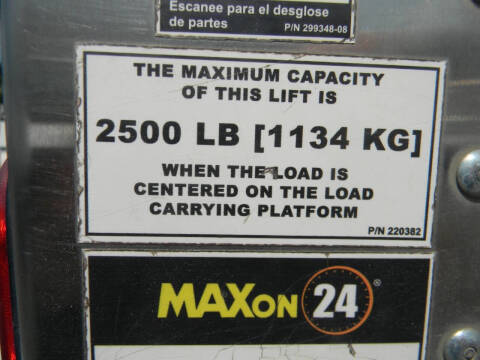 Escanee para el desglose
de partes
P/N 299348-08
THE MAXIMUM CAPACITY
OF THIS LIFT IS
2500 LB [1134 KG]
WHEN THE LOAD IS
CENTERED ON THE LOAD
CARRYING PLATFORM
P/N 220382
MAXON 24®